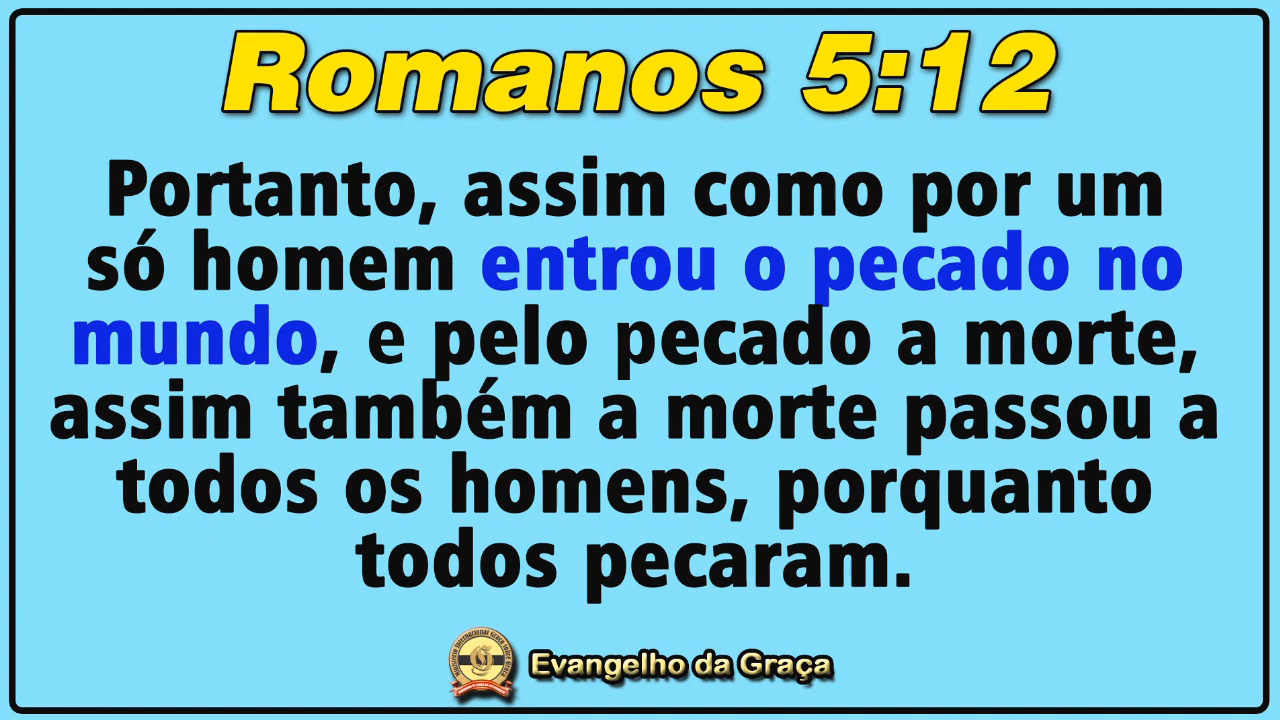 Romanos 5:12
Portanto, assim como por um
só homem entrou o pecado no
mundo, e pelo pecado a morte,
assim também a morte passou a
todos os homens, porquanto
todos pecaram.
Evangelho da Graça